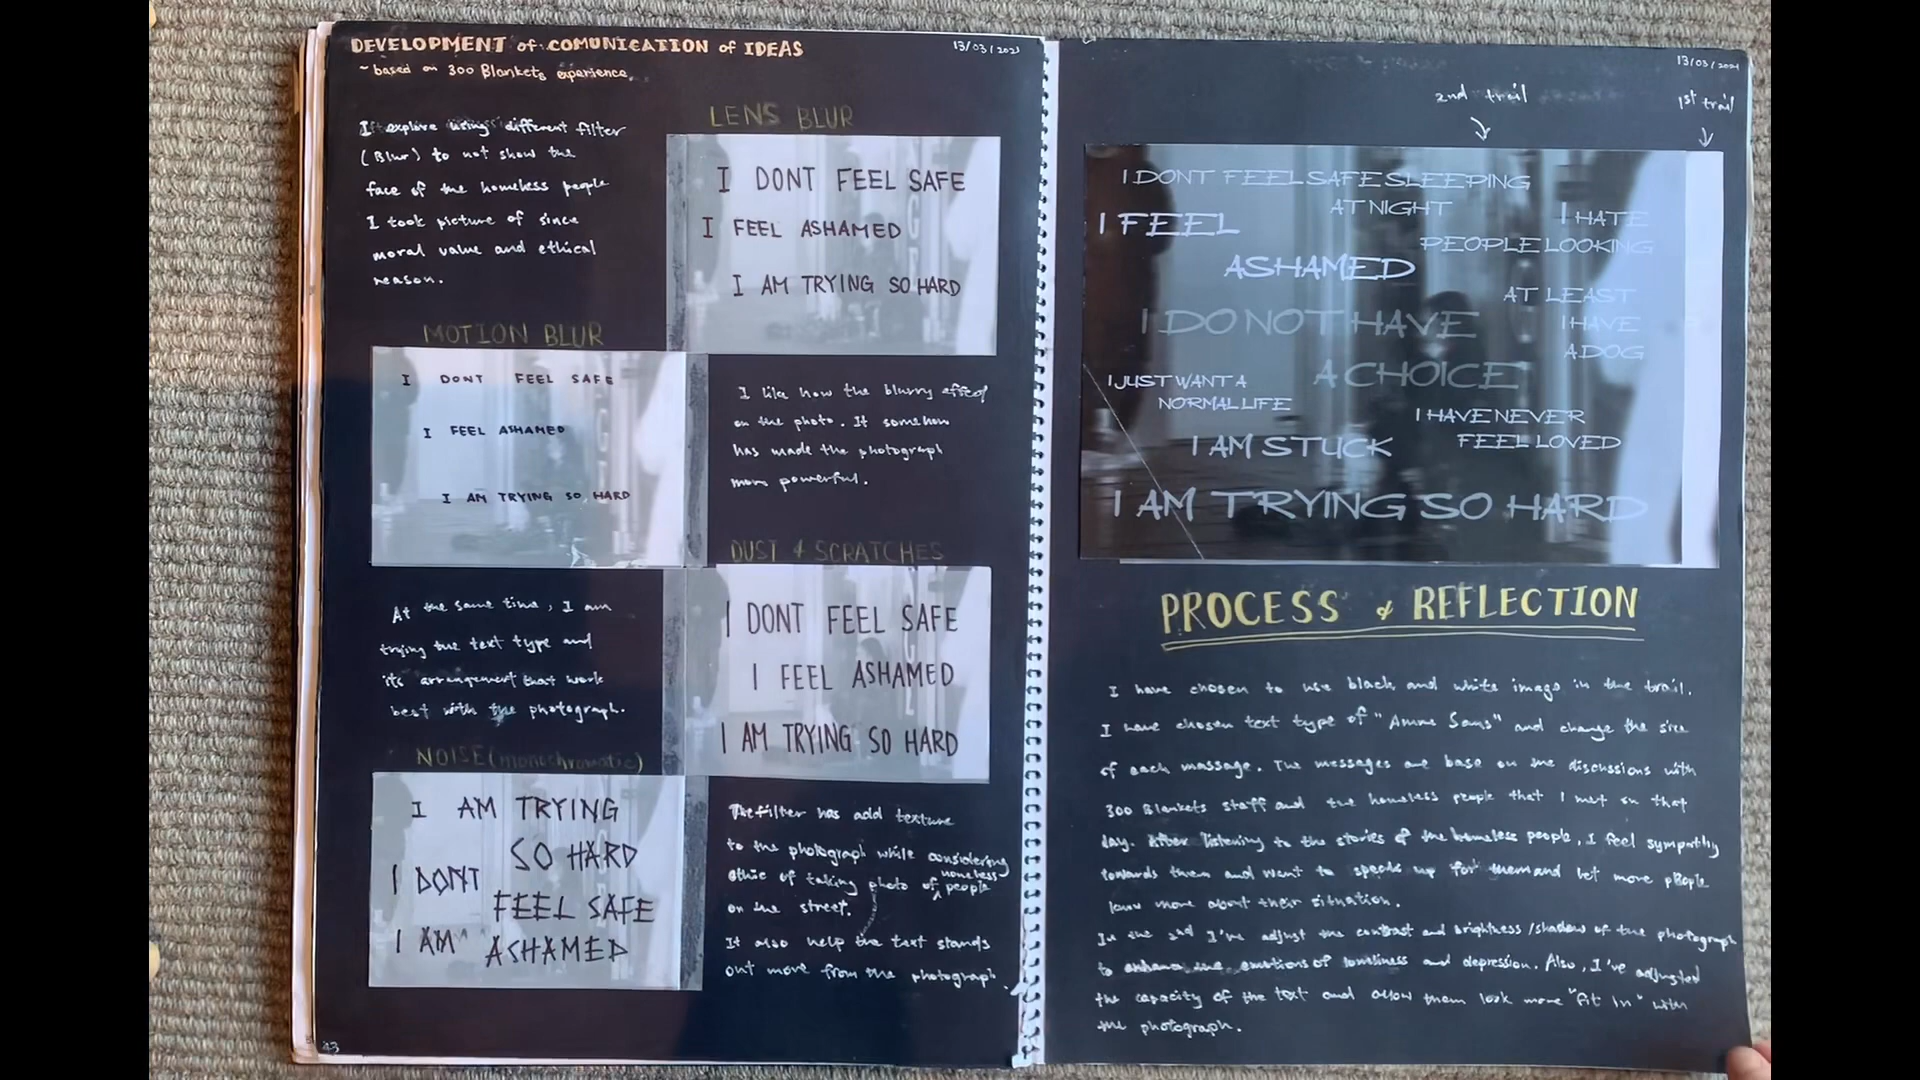 DEVELOPMENT of COMUNICATION of IDEAS
13/03/2021
~ based on 300 Blankets experience.
I explore using different filter
(Blur) to not show the
face of the homeless people
I took picture of since
moral value and ethical
reason.
LENS BLUR
I DONT FEEL SAFE
I FEEL ASHAMED
I AM TRYING SO HARD
MOTION BLUR
I DONT FEEL SAFE
I FEEL ASHAMED
I AM TRYING SO HARD
I like how the blurry effect
on the photo. It somehow
has made the photograph
more powerful.
DUST & SCRATCHES
I DONT FEEL SAFE
I FEEL ASHAMED
I AM TRYING SO HARD
At the same time, I am
trying the text type and
its arrangement that work
best with the photograph.
NOISE (monochromatic)
I AM TRYING
SO HARD
I DONT
FEEL SAFE
I AM
ASHAMED
The filter has add texture
to the photograph while considering
ethic of taking photo of homeless people
on the street.
It also help the text stands
out more from the photograph.
43
13/03/2021
2nd trail
1st trail
I DONT FEEL SAFE SLEEPING
AT NIGHT
I FEEL
ASHAMED
I HATE
PEOPLE LOOKING
AT LEAST
I HAVE
A DOG
I DO NOT HAVE
A CHOICE
I JUST WANT A
NORMAL LIFE
I HAVE NEVER
FEEL LOVED
I AM STUCK
I AM TRYING SO HARD
PROCESS & REFLECTION
I have chosen to use black and white image in the trail.
I have chosen text type of "Sans" and change the size
of each massage. The messages are base on the discussions with
300 Blankets staff and the homeless people that I met on that
day. After listening to the stories of the homeless people, I feel sympathy
towards them and want to speak up for them and let more people
know more about their situation.
In the 2nd I've adjust the contrast and brightness/shadow of the photograph
to enhance the emotions of loneliness and depression. Also, I've adjusted
the capacity of the text and allow them look more "fit in" with
the photograph.